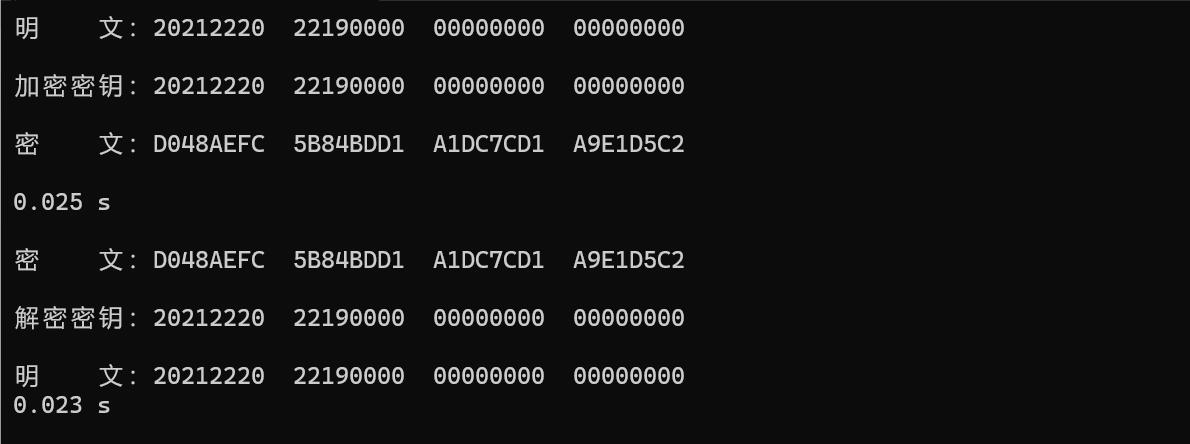 明    文: 20212220  22190000  00000000  00000000
加密密钥: 20212220  22190000  00000000  00000000
密    文: D048AEFC  5B84BDD1  A1DC7CD1  A9E1D5C2
0.025 s
密    文: D048AEFC  5B84BDD1  A1DC7CD1  A9E1D5C2
解密密钥: 20212220  22190000  00000000  00000000
明    文: 20212220  22190000  00000000  00000000
0.023 s